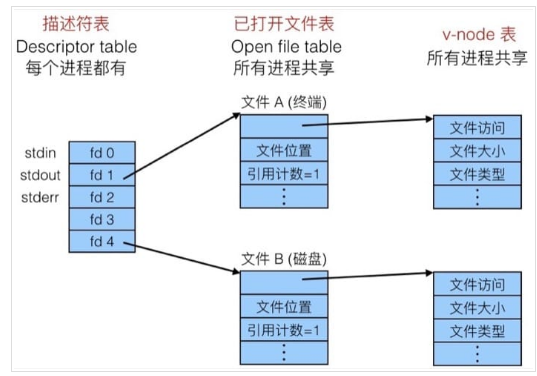 描述符表
Descriptor table
每个进程都有
已打开文件表
Open file table
所有进程共享
v-node 表
所有进程共享
stdin
stdout
stderr
fd 0
fd 1
fd 2
fd 3
fd 4
文件 A (终端)
文件位置
引用计数=1
⋮
文件访问
文件大小
文件类型
⋮
文件 B (磁盘)
文件位置
引用计数=1
⋮
文件访问
文件大小
文件类型
⋮